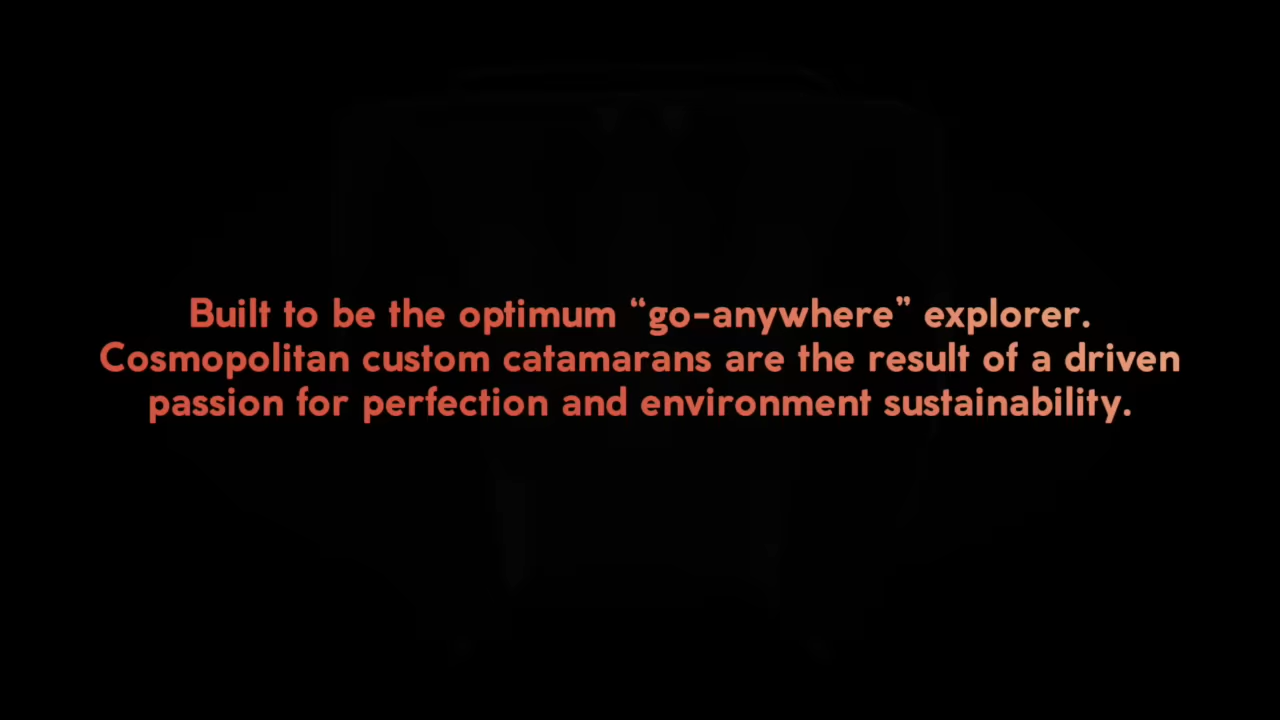 Built to be the optimum “go-anywhere” explorer.
Cosmopolitan custom catamarans are the result of a driven
passion for perfection and environment sustainability.